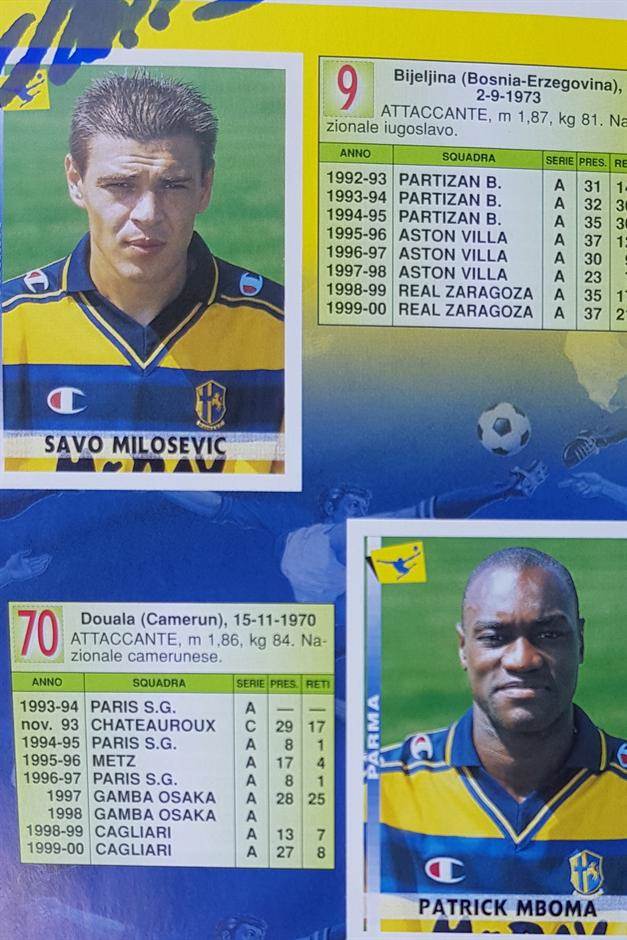 9
Bijeljina (Bosnia-Erzegovina),
2-9-1973
ATTACCANTE, m 1,87, kg 81. Na-
zionale iugoslavo.
ANNO SQUADRA SERIE PRES. RE
1992-93 PARTIZAN B. A 31
1993-94 PARTIZAN B. A 32
1994-95 PARTIZAN B. A 35
1995-96 ASTON VILLA A 37
1996-97 ASTON VILLA A 30
1997-98 ASTON VILLA A 23
1998-99 REAL ZARAGOZA A 35
1999-00 REAL ZARAGOZA A 37
SAVO MILOSEVIC
70
Douala (Camerun), 15-11-1970
ATTACCANTE, m 1,86, kg 84. Na-
zionale camerunese.
ANNO SQUADRA SERIE PRES. RETI
1993-94 PARIS S.G. A — —
nov. 93 CHATEAUROUX C 29 17
1994-95 PARIS S.G. A 8 1
1995-96 METZ A 17 4
1996-97 PARIS S.G. A 8 1
1997 GAMBA OSAKA A 28 25
1998 GAMBA OSAKA A
1998-99 CAGLIARI A 13 7
1999-00 CAGLIARI A 27 8
PARMA
PATRICK MBOMA